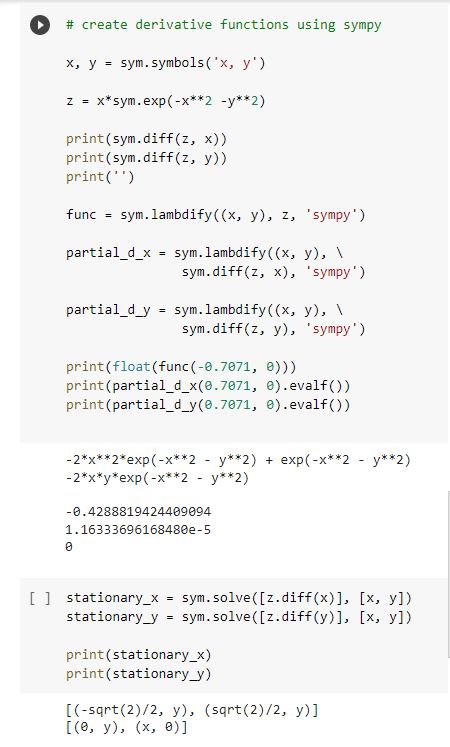 # create derivative functions using sympy
x, y = sym.symbols('x, y')
z = x*sym.exp(-x**2 -y**2)
print(sym.diff(z, x))
print(sym.diff(z, y))
print('')
func = sym.lambdify((x, y), z, 'sympy')
partial_d_x = sym.lambdify((x, y), \
sym.diff(z, x), 'sympy')
partial_d_y = sym.lambdify((x, y), \
sym.diff(z, y), 'sympy')
print(float(func(-0.7071, 0)))
print(partial_d_x(0.7071, 0).evalf())
print(partial_d_y(0.7071, 0).evalf())
-2*x**2*exp(-x**2 - y**2) + exp(-x**2 - y**2)
-2*x*y*exp(-x**2 - y**2)
-0.4288819424409094
1.16333696168480e-5
0
[ ] stationary_x = sym.solve([z.diff(x)], [x, y])
stationary_y = sym.solve([z.diff(y)], [x, y])
print(stationary_x)
print(stationary_y)
[(-sqrt(2)/2, y), (sqrt(2)/2, y)]
[(0, y), (x, 0)]